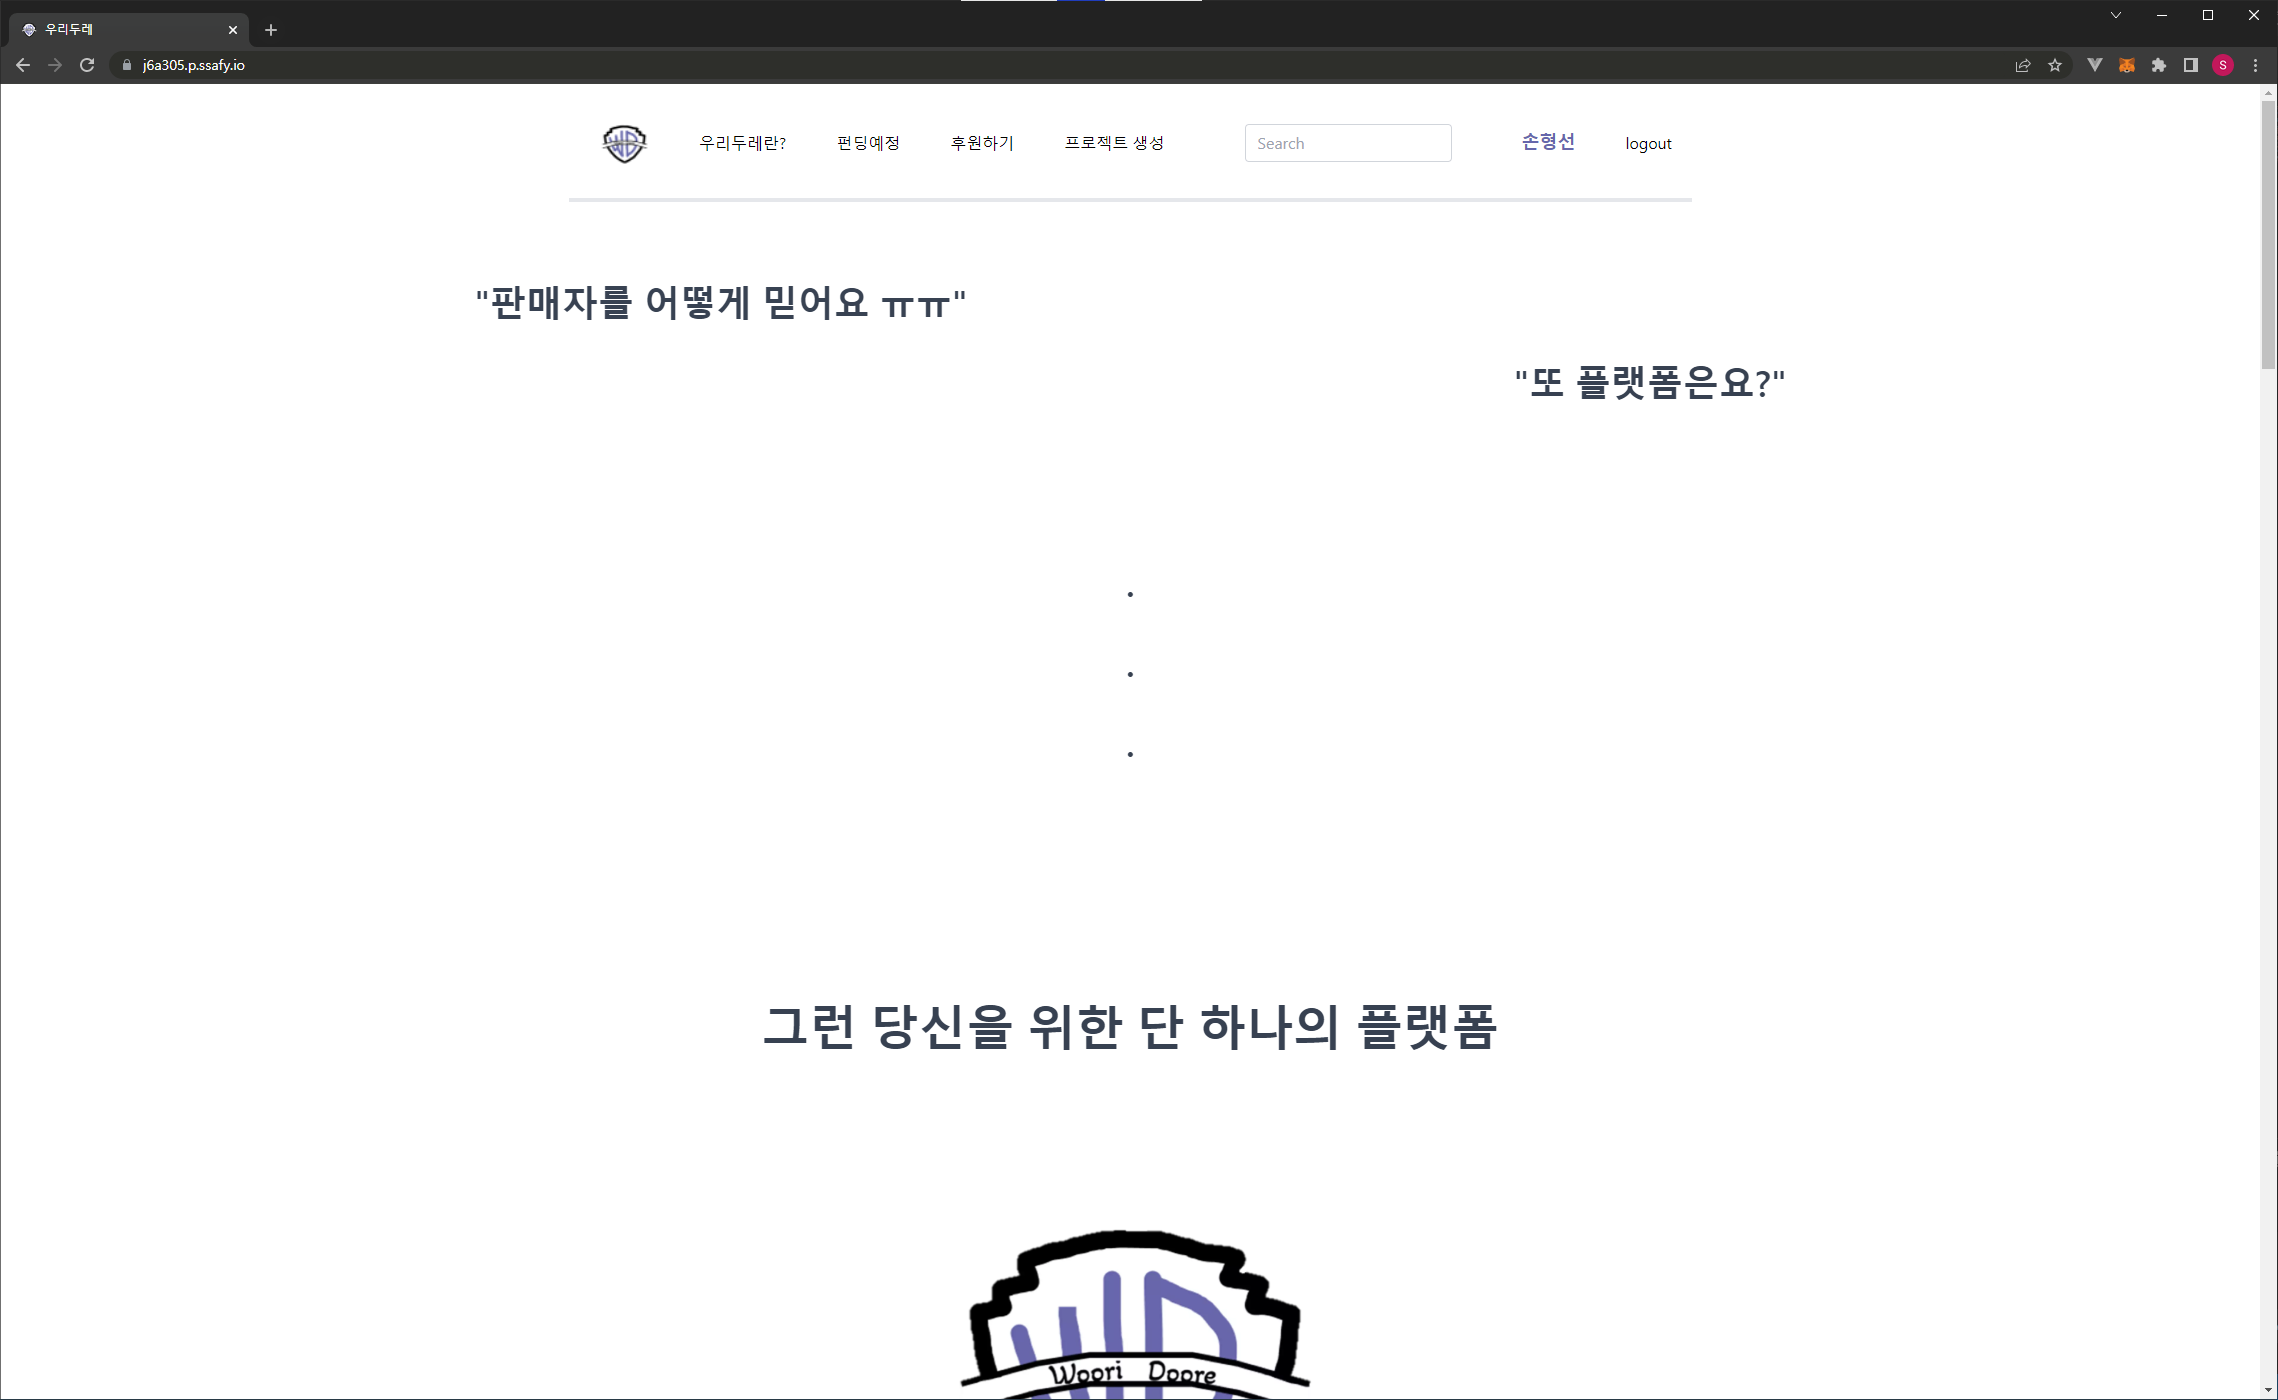 우리두레
j6a305.p.ssafy.io
S
우리두레란? 펀딩예정 후원하기 프로젝트 생성 Search 손형선 logout
"판매자를 어떻게 믿어요 ㅠㅠ"
"또 플랫폼은요?"
그런 당신을 위한 단 하나의 플랫폼
WD
Woori Doore